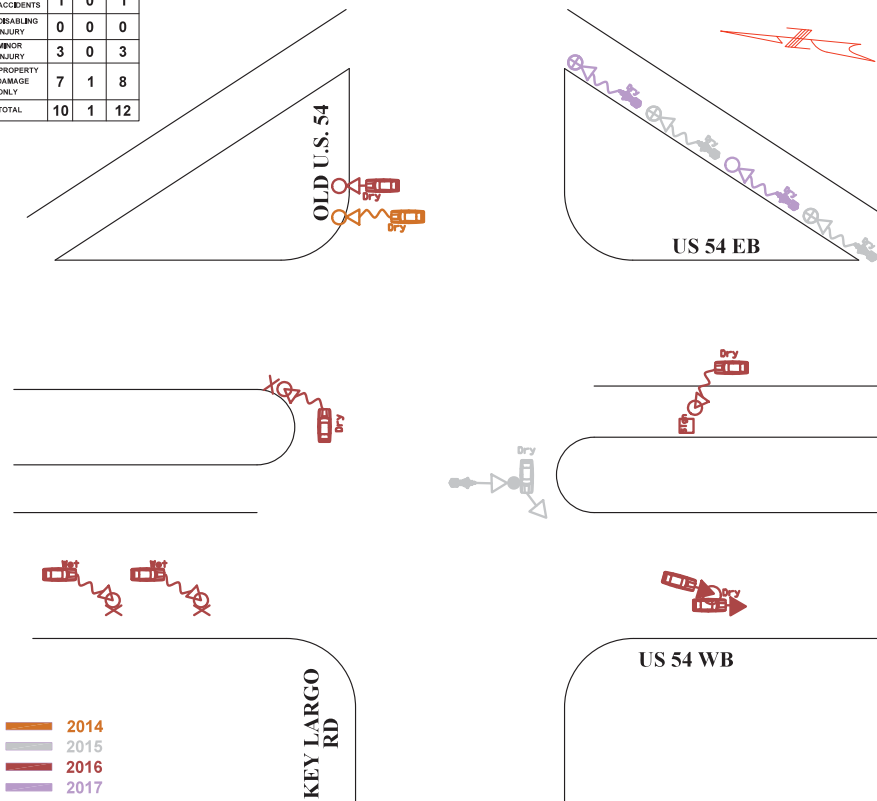 ACCIDENTS 1 0 1
DISABLING
INJURY 0 0 0
MINOR
INJURY 3 0 3
PROPERTY
DAMAGE
ONLY 7 1 8
TOTAL 10 1 12
OLD U.S. 54
Dry
Dry
US 54 EB
Dry
Dry
Dry
Wet
Wet
Dry
US 54 WB
KEY LARGO
RD
2014
2015
2016
2017